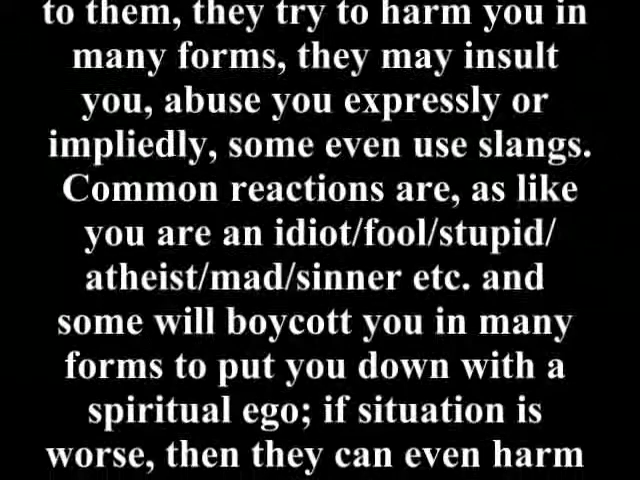 to them, they try to harm you in
many forms, they may insult
you, abuse you expressly or
impliedly, some even use slangs.
Common reactions are, as like
you are an idiot/fool/stupid/
atheist/mad/sinner etc. and
some will boycott you in many
forms to put you down with a
spiritual ego; if situation is
worse, then they can even harm